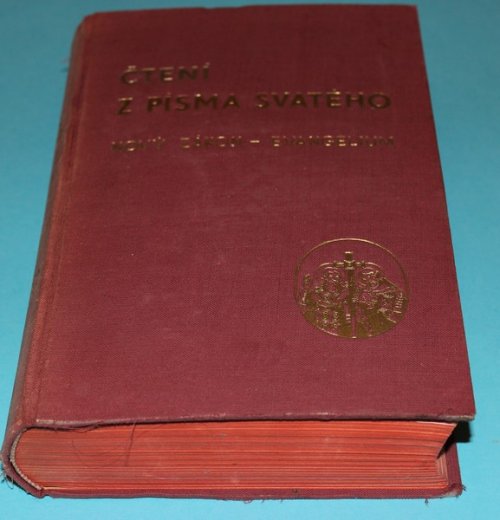 ČTENÍ
Z PÍSMA SVATÉHO
NOVÝ ZÁKON – EVANGELIUM